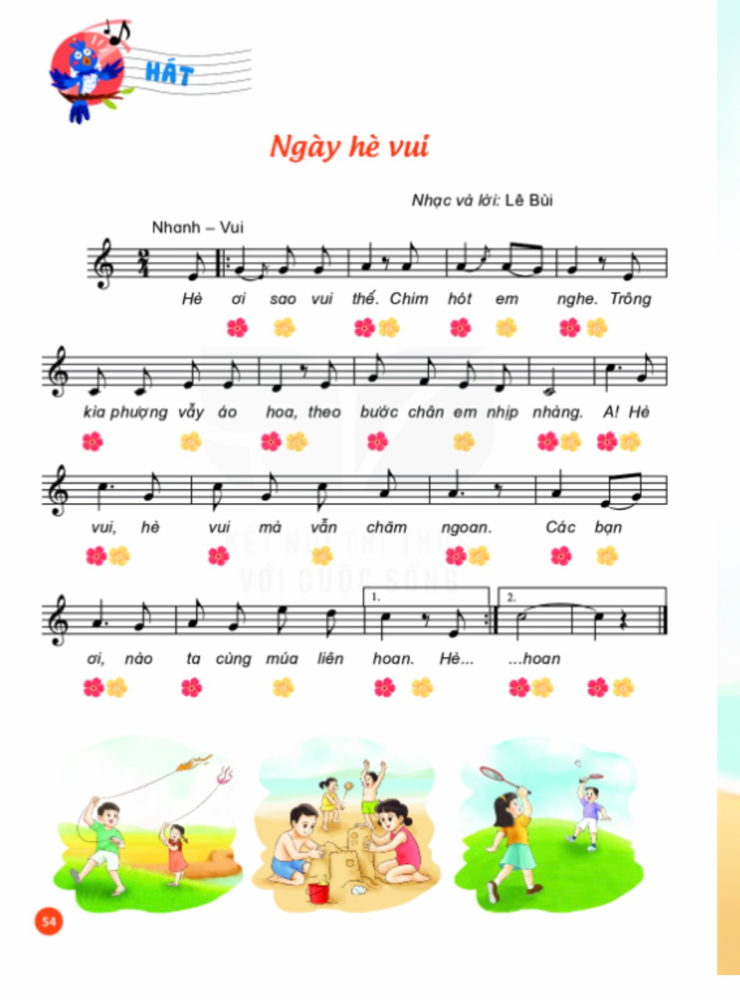 HÁT
Ngày hè vui
Nhạc và lời: Lê Bùi
Nhanh – Vui
2
4
Hè ơi sao vui thế. Chim hót em nghe. Trông
kìa phượng vẫy áo hoa, theo bước chân em nhịp nhàng. A! Hè
vui, hè vui mà vẫn chăm ngoan. Các bạn
KẾT NỐI TRI THỨC
VỚI CUỘC SỐNG
1. 2.
ơi, nào ta cùng múa liên hoan. Hè... ...hoan
54